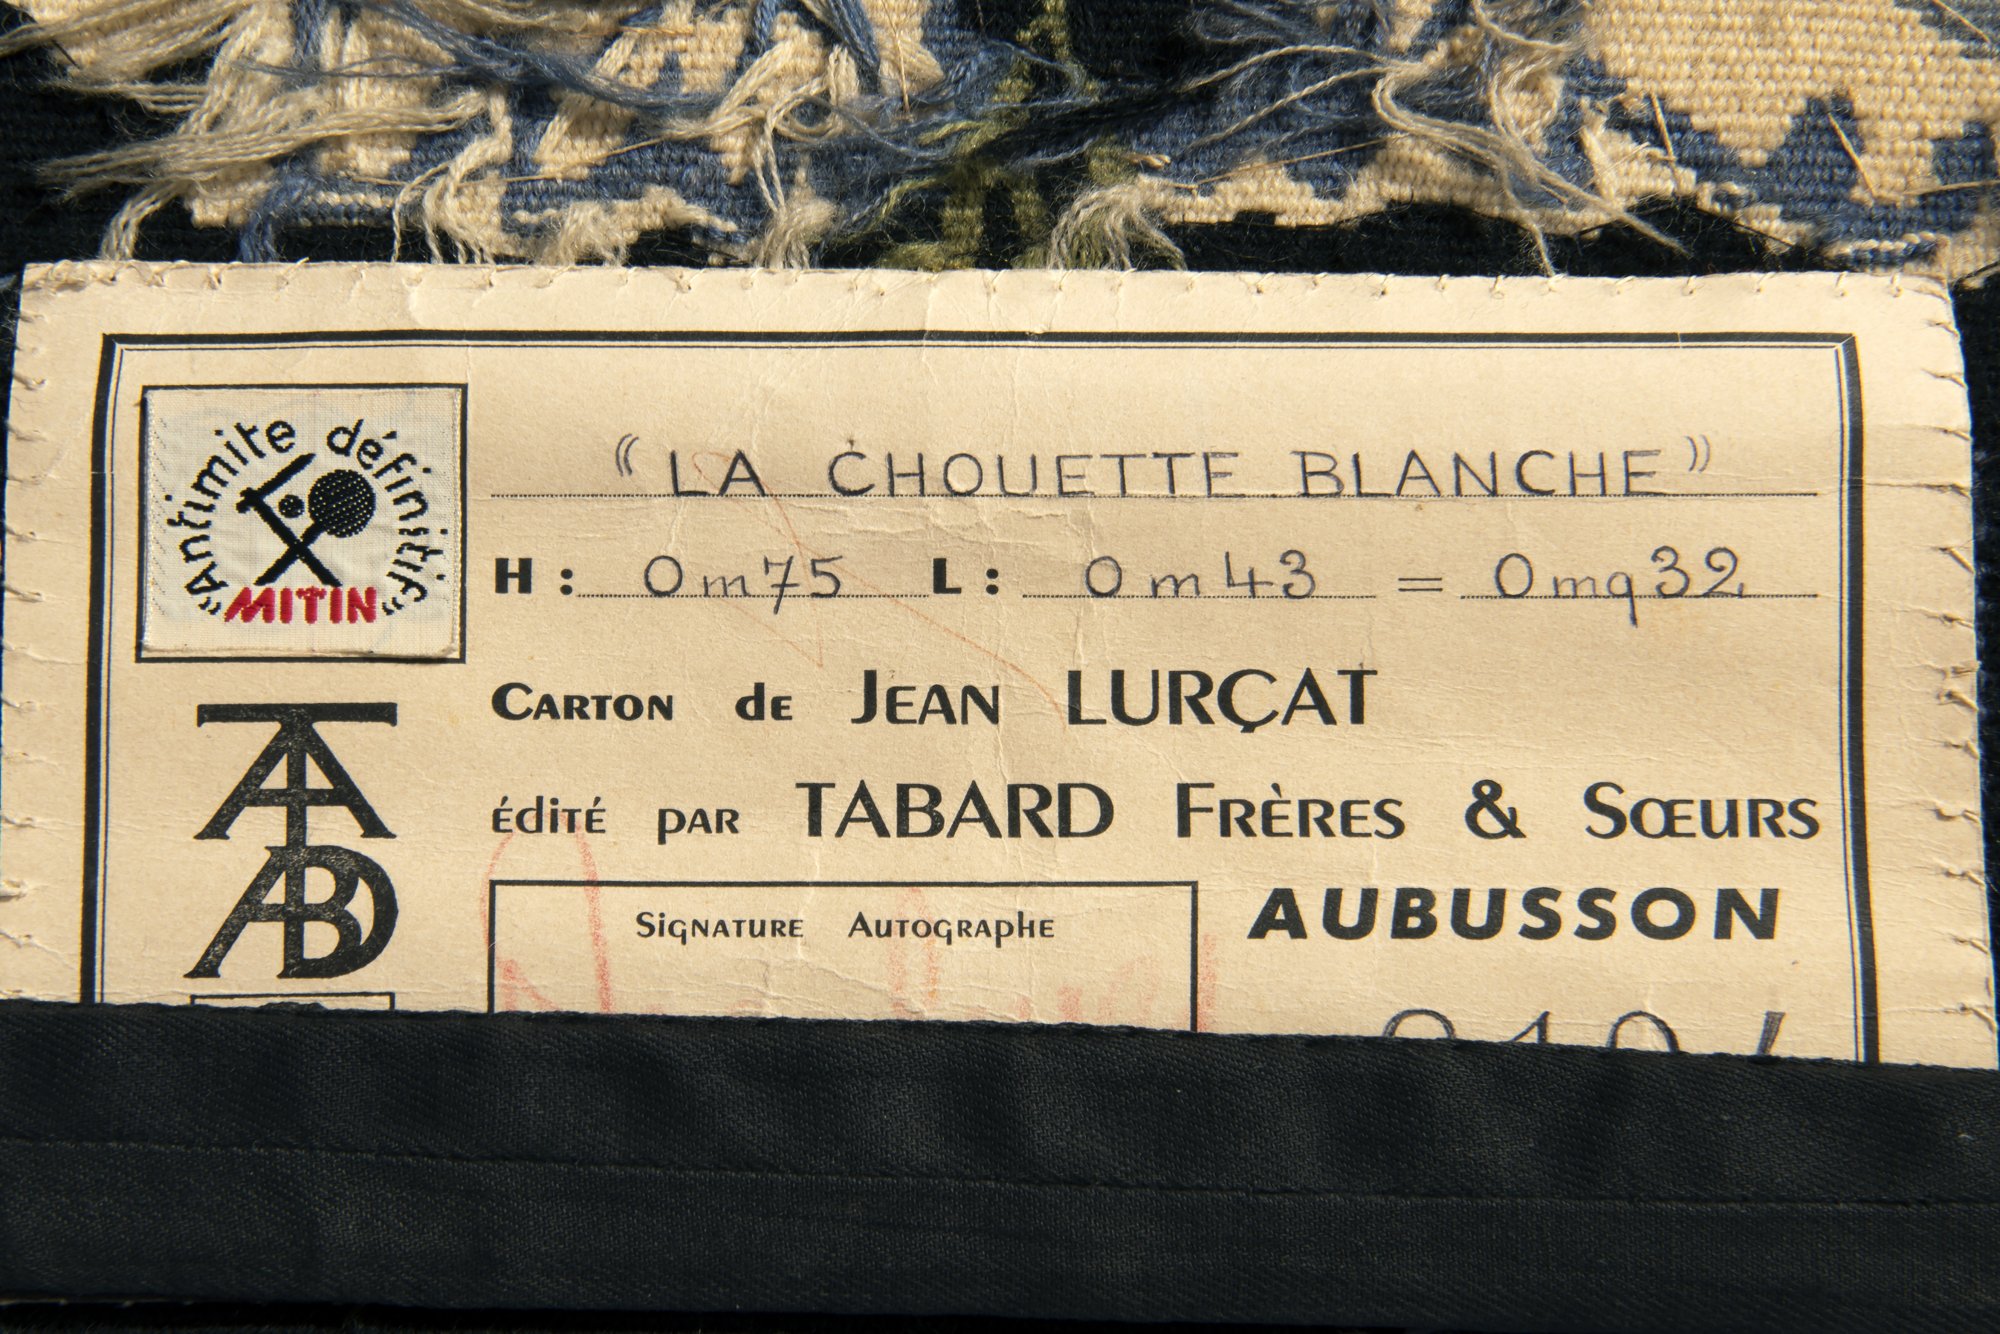 "Antimite définitif"
MITIN
"LA CHOUETTE BLANCHE"
H: 0m75 L: 0m43 = 0mq32
CARTON de JEAN LURÇAT
TABD
édité PAR TABARD FRÈRES & SŒURS
SIGNATURE AUTOGRAPHE
AUBUSSON